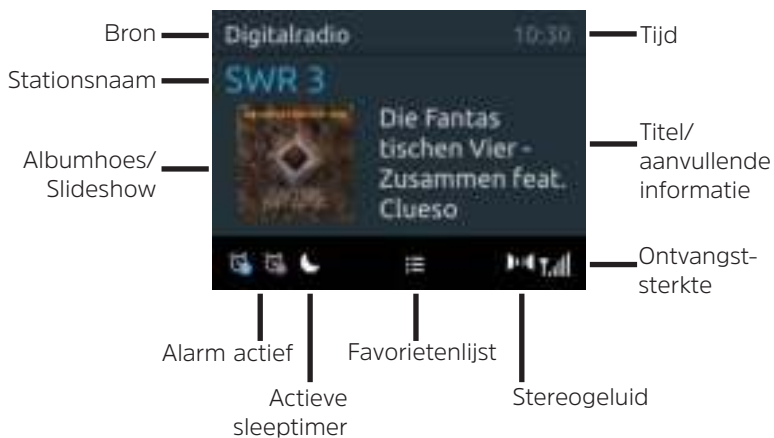 Bron
Digitalradio
10:30
Tijd
Stationsnaam
SWR 3
Albumhoes/
Slideshow
Die Fantas
tischen Vier -
Zusammen feat.
Clueso
Titel/
aanvullende
informatie
Ontvangst-
sterkte
Alarm actief
Favorietenlijst
Actieve
sleeptimer
Stereogeluid